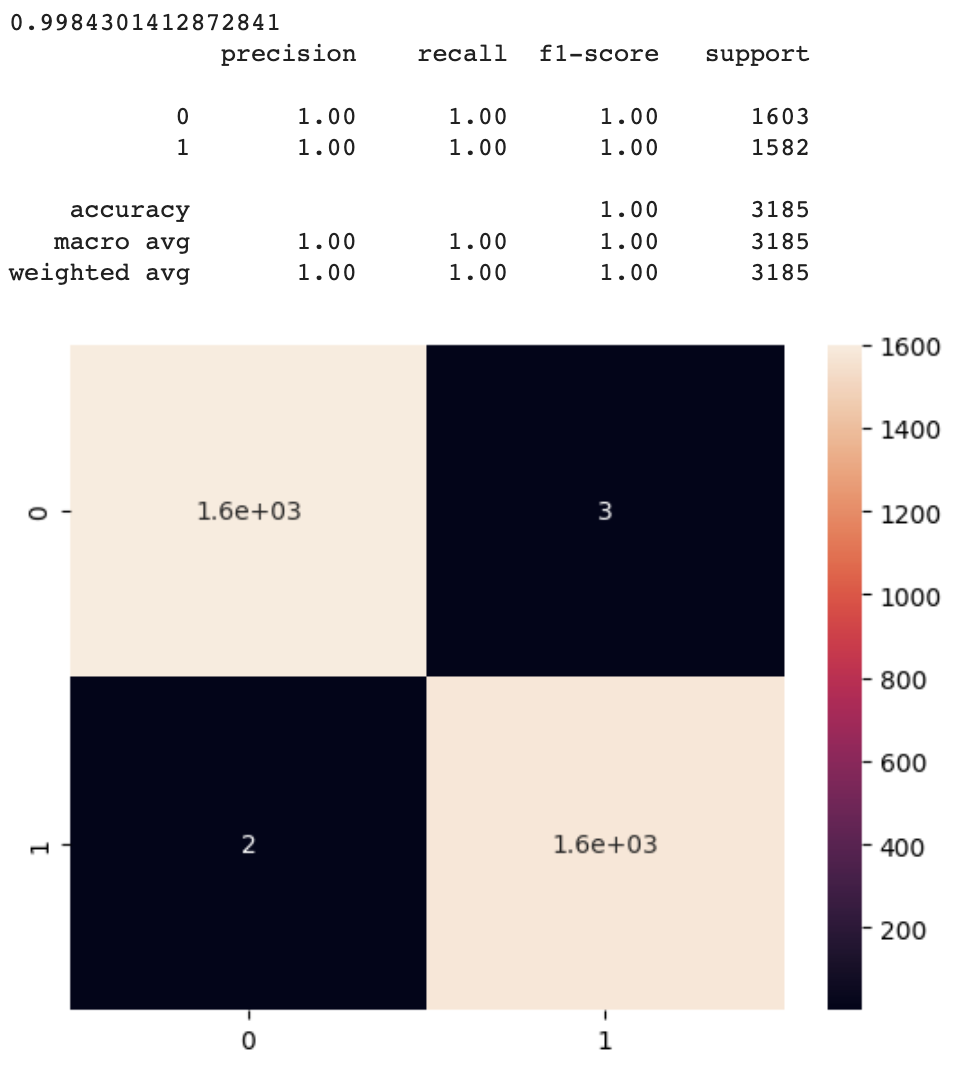 0.9984301412872841
precision recall f1-score support
0 1.00 1.00 1.00 1603
1 1.00 1.00 1.00 1582
accuracy 1.00 3185
macro avg 1.00 1.00 1.00 3185
weighted avg 1.00 1.00 1.00 3185
1600
1400
0 1.6e+03 3 1200
1000
800
600
1 2 1.6e+03 400
200
0 1